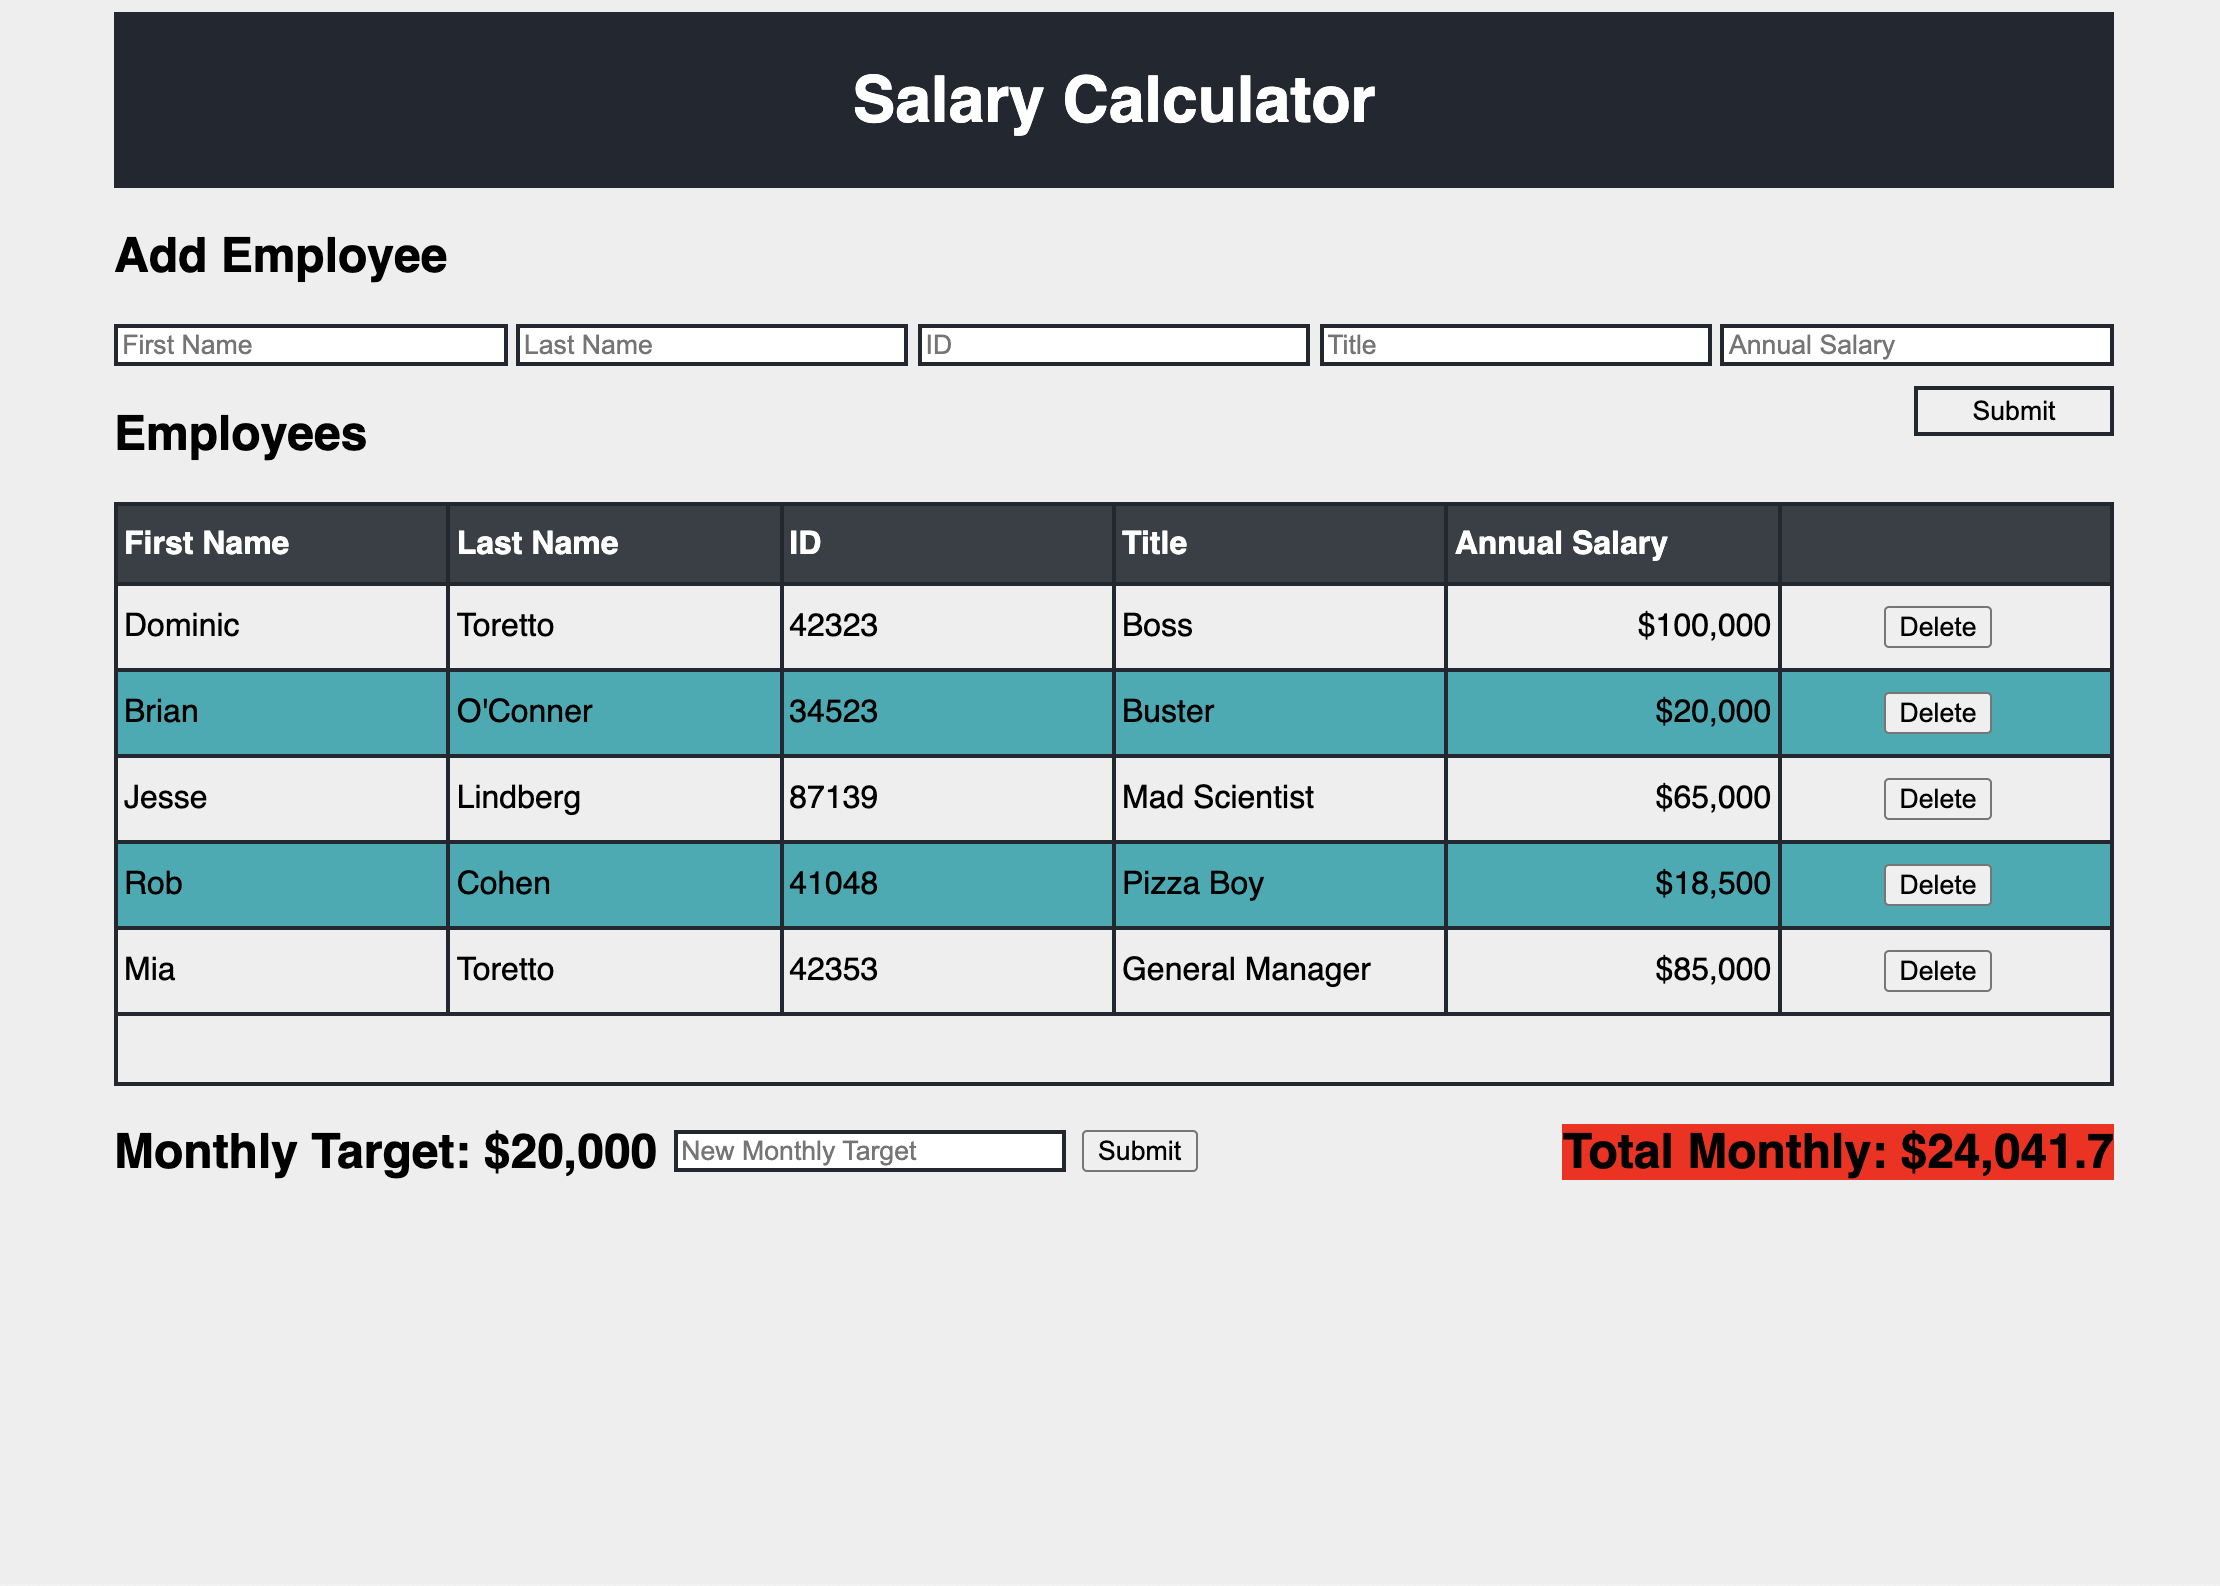 Salary Calculator
Add Employee
First Name Last Name ID Title Annual Salary
Submit
Employees
First Name Last Name ID Title Annual Salary
Dominic Toretto 42323 Boss $100,000 Delete
Brian O'Conner 34523 Buster $20,000 Delete
Jesse Lindberg 87139 Mad Scientist $65,000 Delete
Rob Cohen 41048 Pizza Boy $18,500 Delete
Mia Toretto 42353 General Manager $85,000 Delete
Monthly Target: $20,000 New Monthly Target Submit Total Monthly: $24,041.7